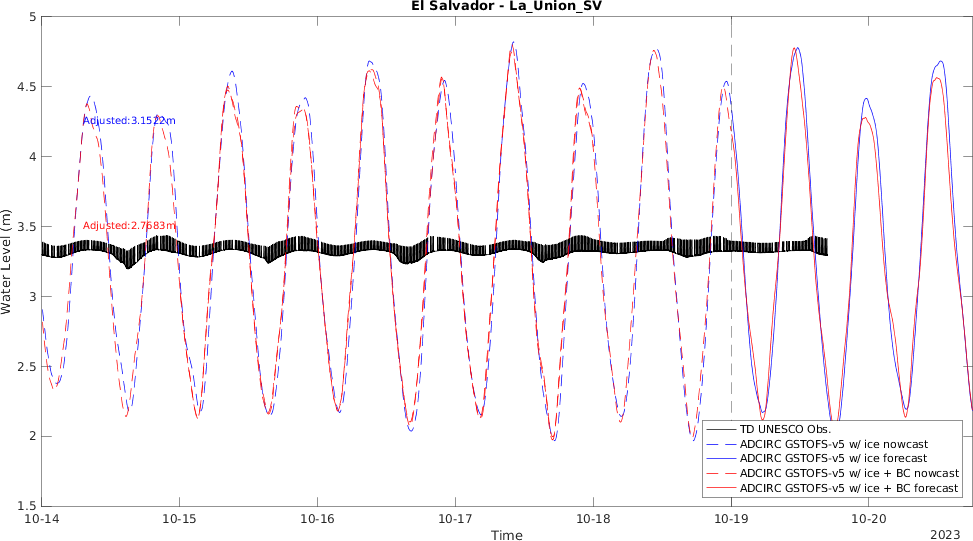 El Salvador - La_Union_SV
Water Level (m)
5
4.5
4
3.5
3
2.5
2
1.5
Adjusted:3.1522m
Adjusted:2.7683m
TD UNESCO Obs.
ADCIRC GSTOFS-v5 w/ ice nowcast
ADCIRC GSTOFS-v5 w/ ice forecast
ADCIRC GSTOFS-v5 w/ ice + BC nowcast
ADCIRC GSTOFS-v5 w/ ice + BC forecast
10-14
10-15
10-16
10-17
10-18
10-19
10-20
Time
2023